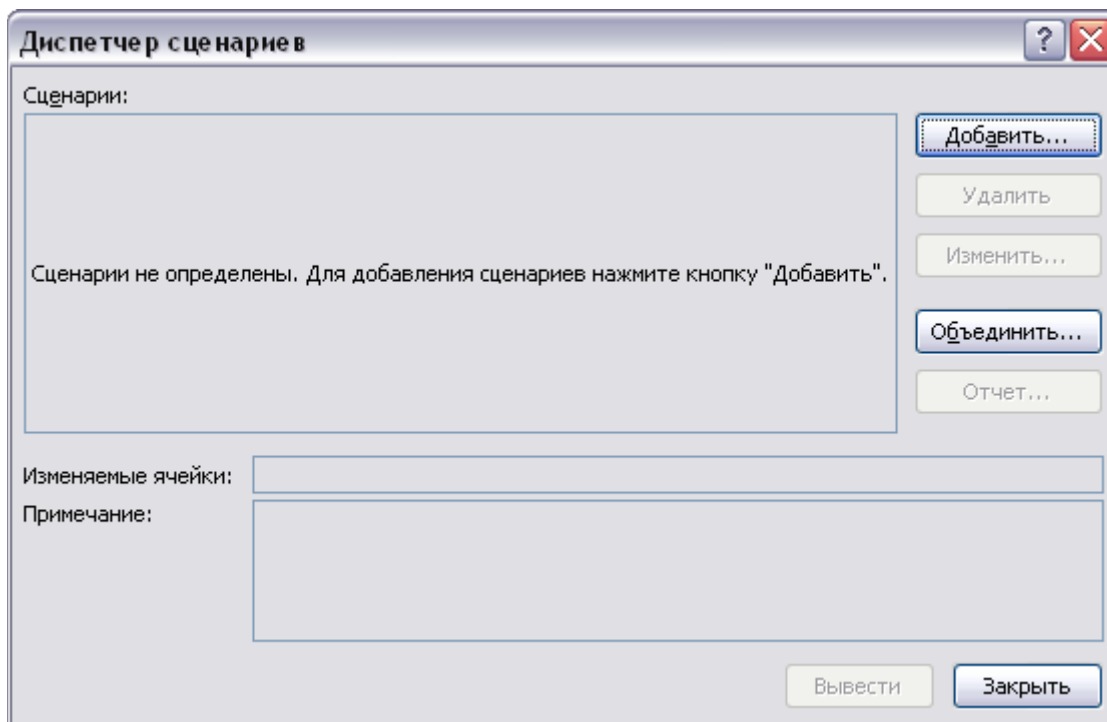 Диспетчер сценариев
?
Сценарии:
Сценарии не определены. Для добавления сценариев нажмите кнопку "Добавить".
Добавить...
Удалить
Изменить...
Объединить...
Отчет...
Изменяемые ячейки:
Примечание:
Вывести
Закрыть